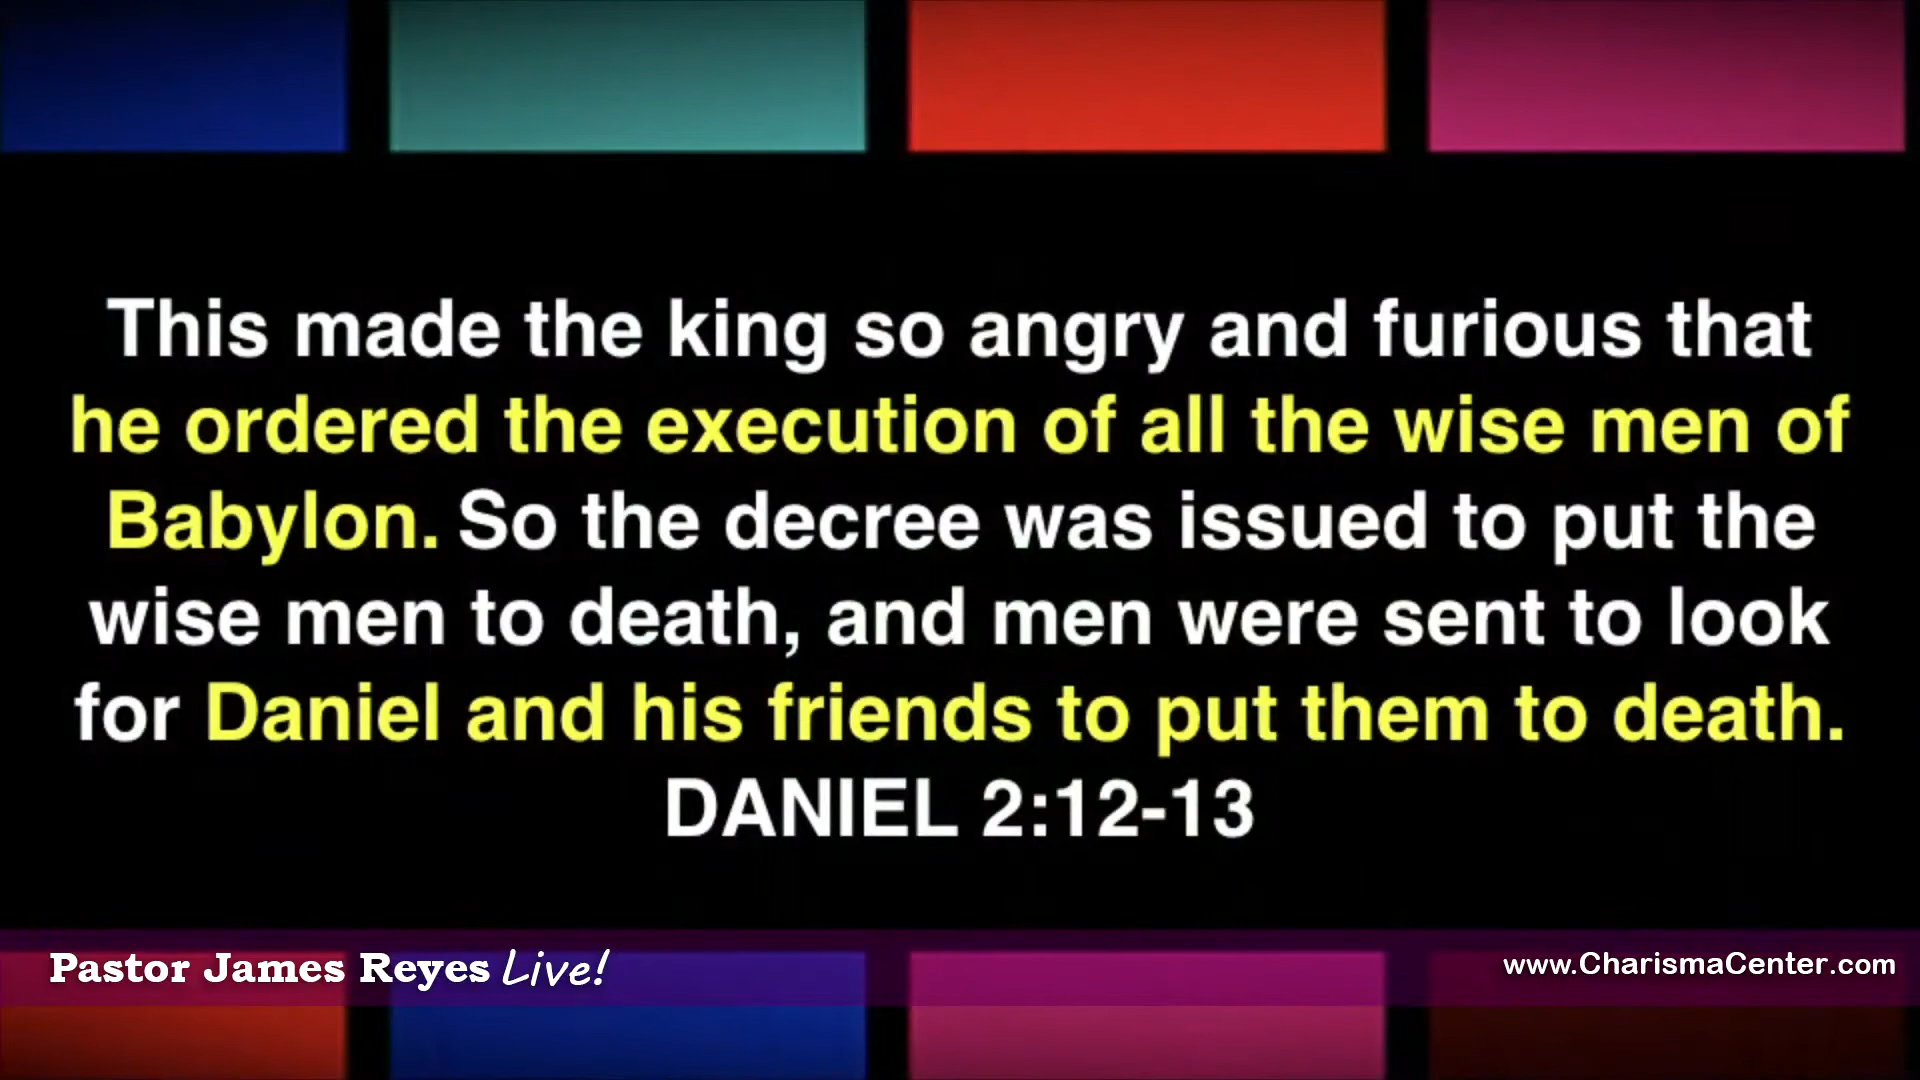 This made the king so angry and furious that
he ordered the execution of all the wise men of
Babylon. So the decree was issued to put the
wise men to death, and men were sent to look
for Daniel and his friends to put them to death.
DANIEL 2:12-13
Pastor James Reyes Live!
www.CharismaCenter.com